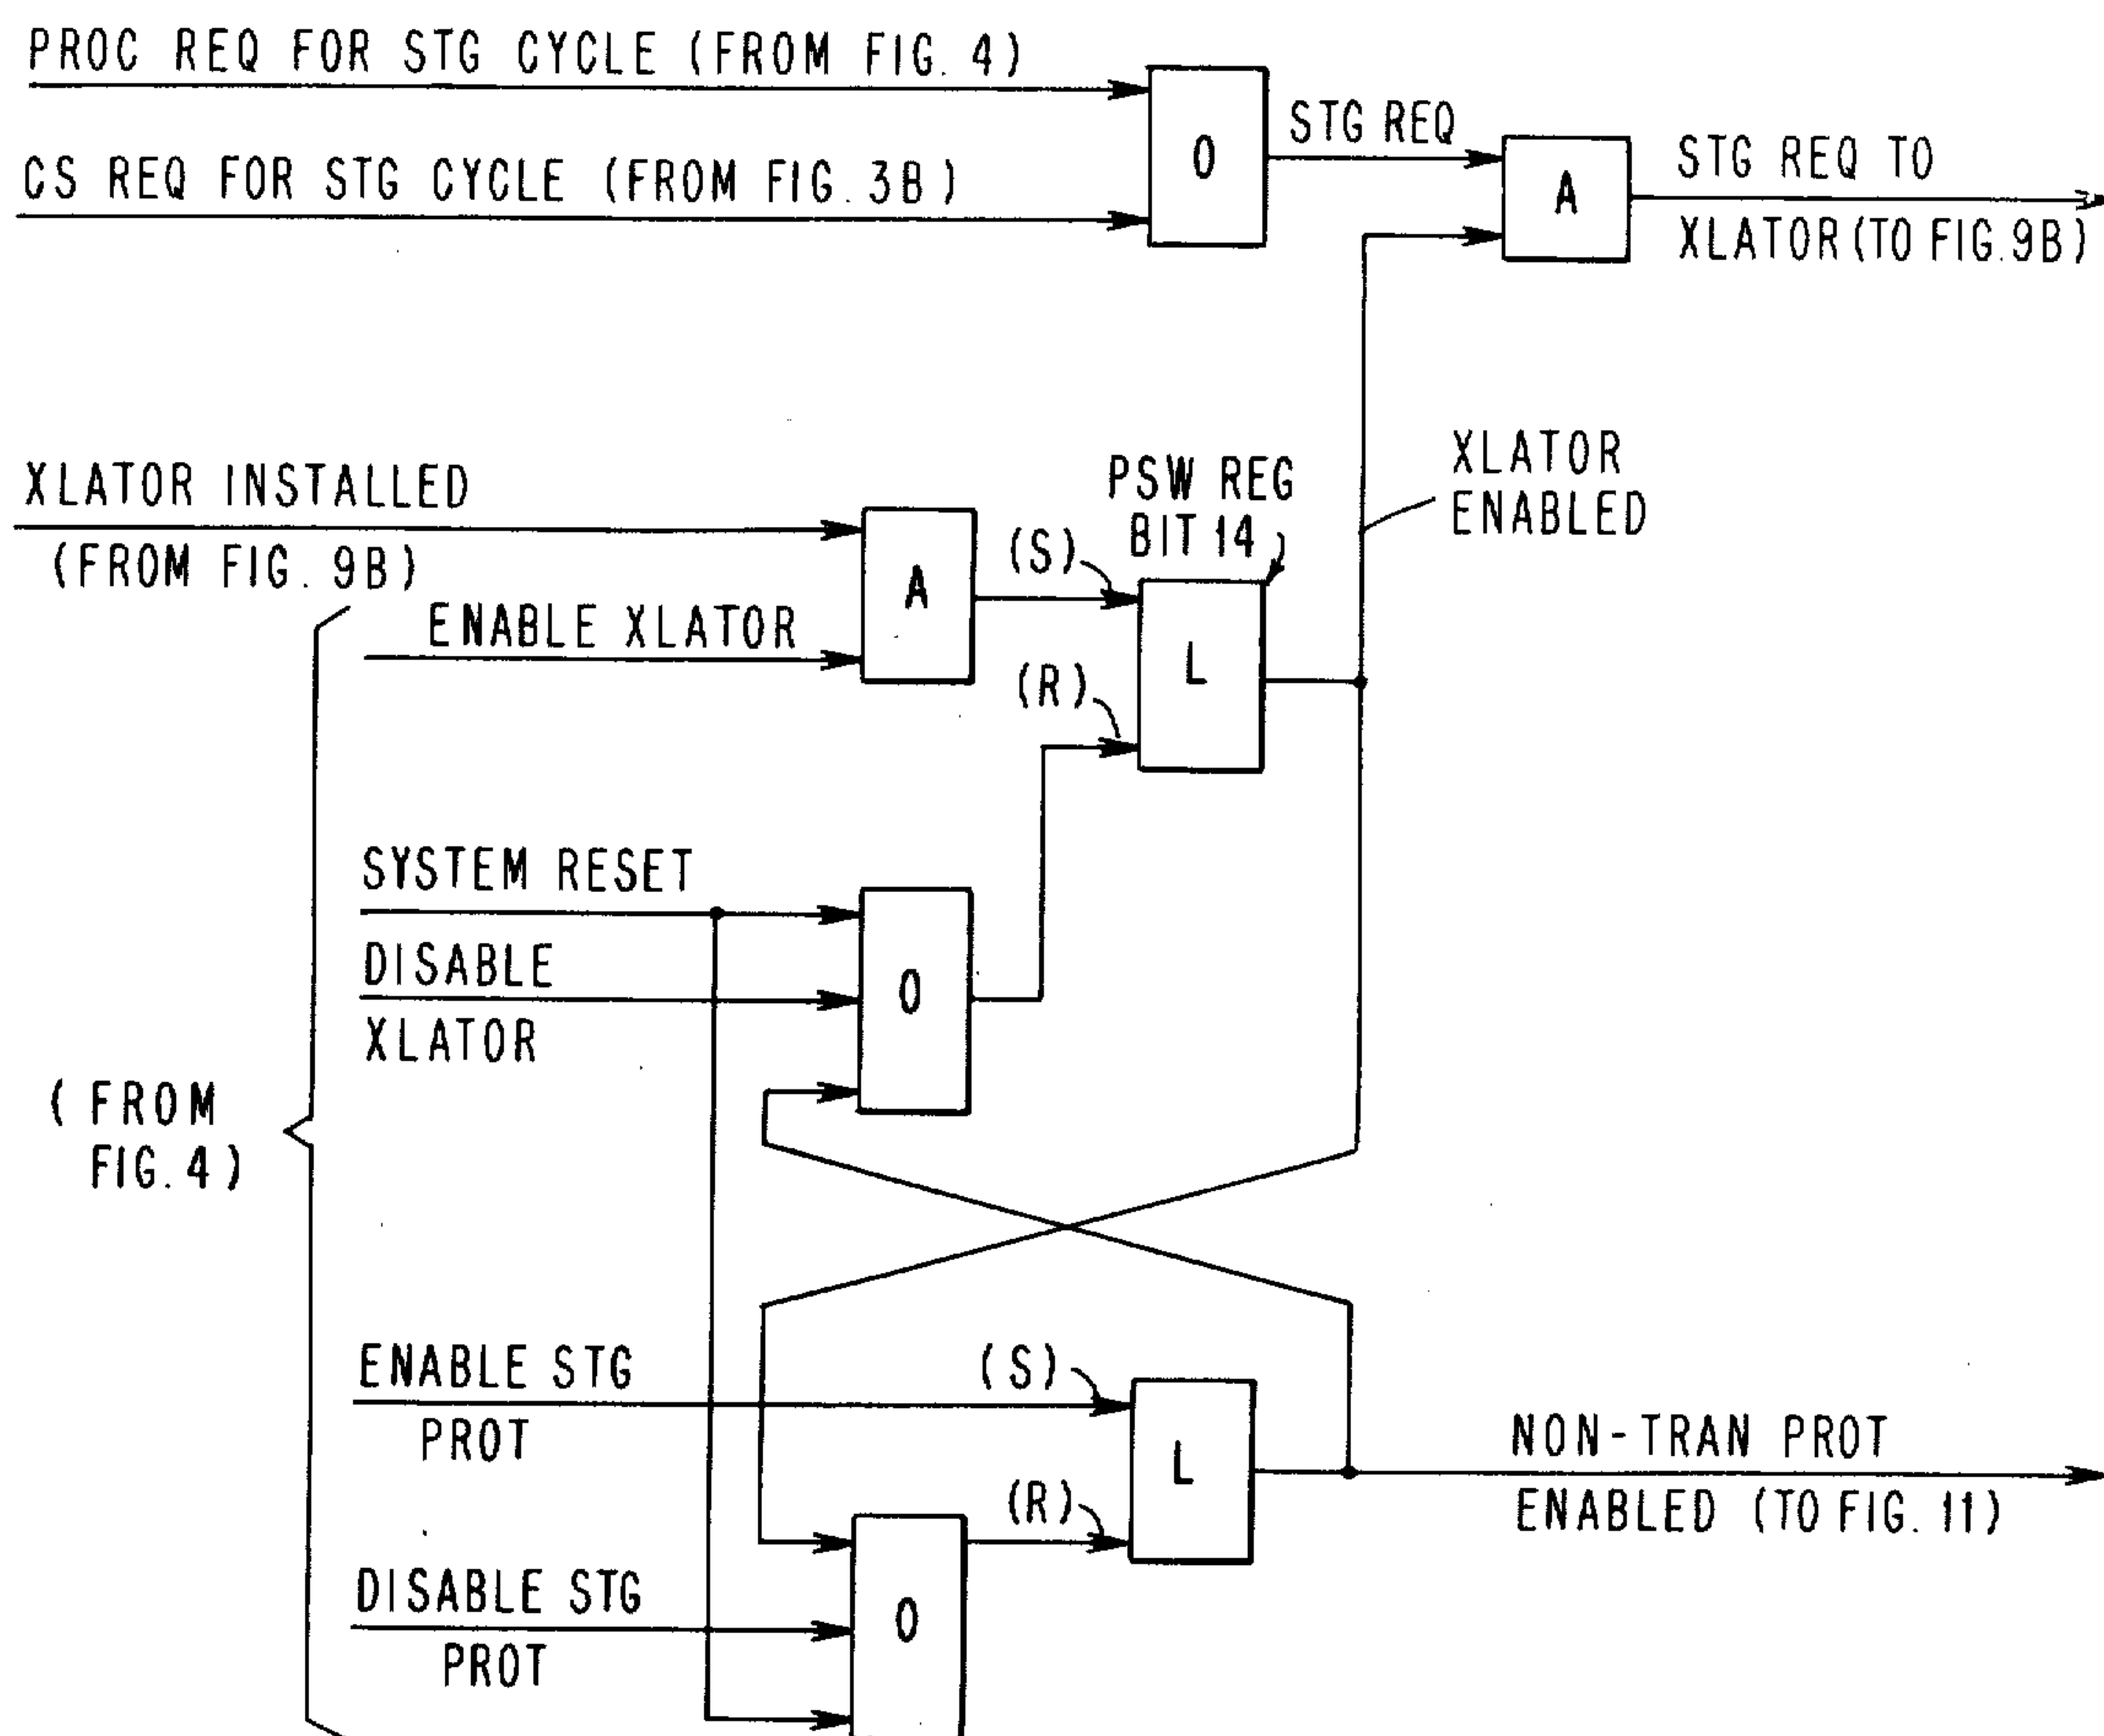 PROC REQ FOR STG CYCLE (FROM FIG. 4)
O
STG REQ
A
STG REQ TO
XLATOR (TO FIG. 9B)
CS REQ FOR STG CYCLE (FROM FIG. 3B)
XLATOR
ENABLED
XLATOR INSTALLED
(FROM FIG. 9B)
ENABLE XLATOR
A
(S)
PSW REG
BIT 14
L
(R)
SYSTEM RESET
DISABLE
XLATOR
O
(FROM
FIG. 4)
ENABLE STG
PROT
(S)
L
(R)
NON-TRAN PROT
ENABLED (TO FIG. 11)
DISABLE STG
PROT
O